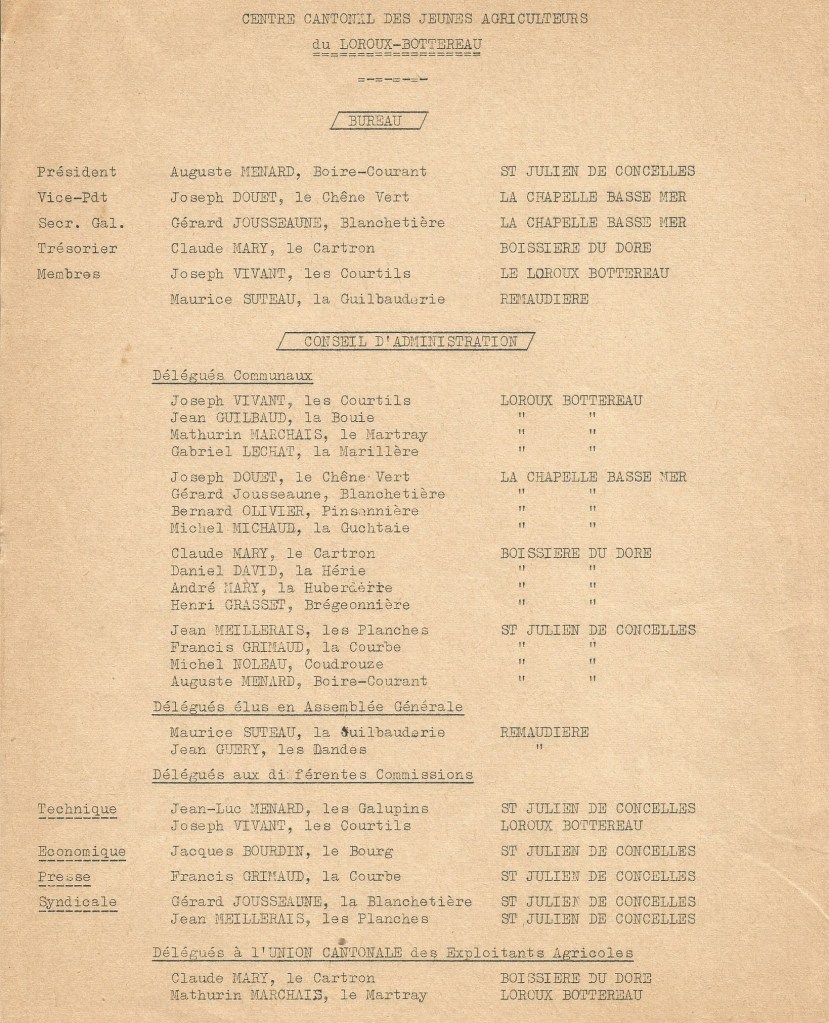 CENTRE CANTONAL DES JEUNES AGRICULTEURS
du LOROUX-BOTTEREAU
=-=-=-=-
BUREAU
Président Auguste MENARD, Boire-Courant ST JULIEN DE CONCELLES
Vice-Pdt Joseph DOUET, le Chêne Vert LA CHAPELLE BASSE MER
Secr. Gal. Gérard JOUSSEAUNE, Blanchetière LA CHAPELLE BASSE MER
Trésorier Claude MARY, le Cartron BOISSIERE DU DORE
Membres Joseph VIVANT, les Courtils LE LOROUX BOTTEREAU
Maurice SUTEAU, la Guilbauderie REMAUDIERE
CONSEIL D'ADMINISTRATION
Délégués Communaux
Joseph VIVANT, les Courtils LOROUX BOTTEREAU
Jean GUILBAUD, la Bouie " "
Mathurin MARCHAIS, le Martray " "
Gabriel LECHAT, la Marillère " "
Joseph DOUET, le Chêne Vert LA CHAPELLE BASSE MER
Gérard Jousseaune, Blanchetière " "
Bernard OLIVIER, Pinsonnière " "
Michel MICHAUD, la Guchtaie " "
Claude MARY, le Cartron BOISSIERE DU DORE
Daniel DAVID, la Hérie " "
André MARY, la Huberderre " "
Henri GRASSET, Brégeonnière " "
Jean MEILLERAIS, les Planches ST JULIEN DE CONCELLES
Francis GRIMAUD, la Courbe " "
Michel NOLEAU, Coudrouze " "
Auguste MENARD, Boire-Courant " "
Délégués élus en Assemblée Générale
Maurice SUTEAU, la Guilbauderie REMAUDIERE
Jean GUERY, les Dandes "
Délégués aux di férentes Commissions
Technique Jean-Luc MENARD, les Galupins ST JULIEN DE CONCELLES
Joseph VIVANT, les Courtils LOROUX BOTTEREAU
Economique Jacques BOURDIN, le Bourg ST JULIEN DE CONCELLES
Presse Francis GRIMAUD, la Courbe ST JULIEN DE CONCELLES
Syndicale Gérard JOUSSEAUNE, la Blanchetière ST JULIEN DE CONCELLES
Jean MEILLERAIS, les Planches ST JULIEN DE CONCELLES
Délégués à l'UNION CANTONALE des Exploitants Agricoles
Claude MARY, le Cartron BOISSIERE DU DORE
Mathurin MARCHAIS, le Martray LOROUX BOTTEREAU